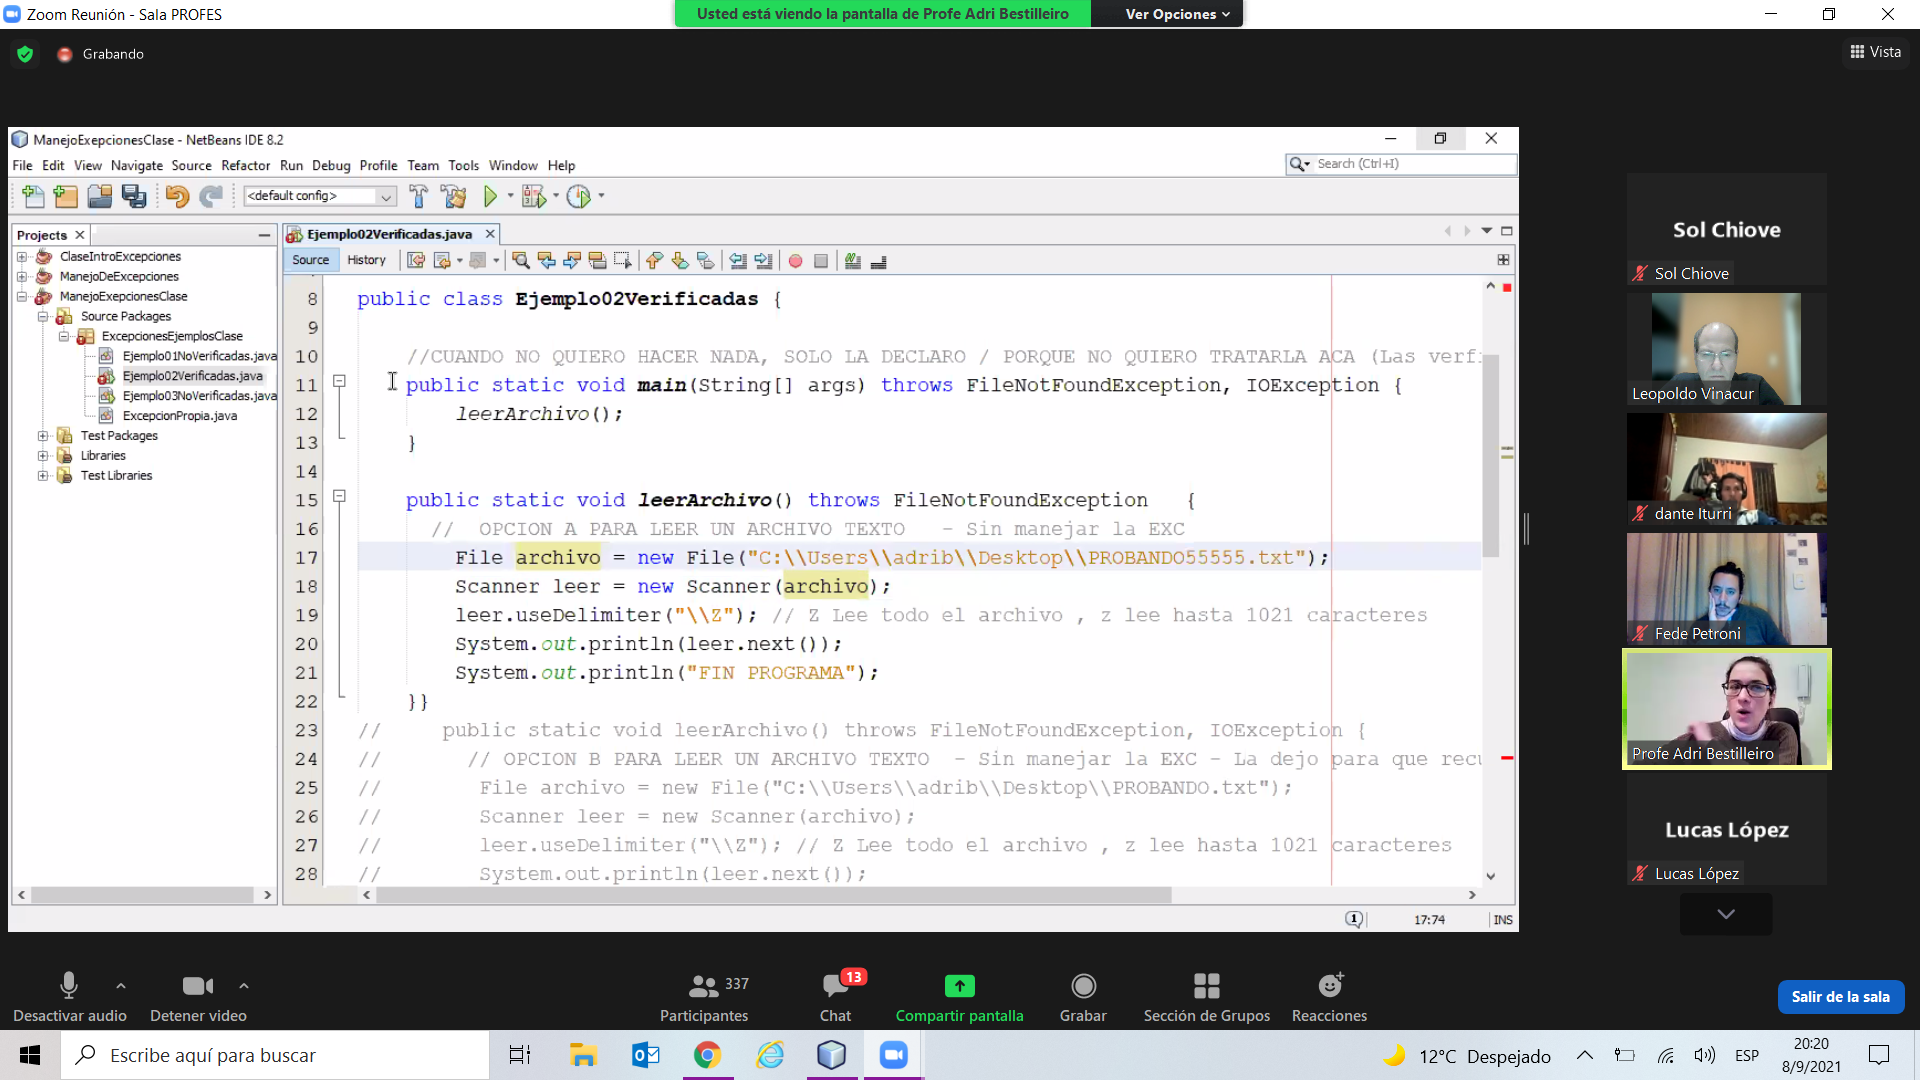 Zoom Reunión - Sala PROFES
Usted está viendo la pantalla de Profe Adri Bestilleiro
Ver Opciones
Grabando
Vista
ManejoExepcionesClase - NetBeans IDE 8.2
File Edit View Navigate Source Refactor Run Debug Profile Team Tools Window Help
Search (Ctrl+I)
<default config>
Projects
Ejemplo02Verificadas.java
Source History
ClaseIntroExcepciones
ManejoDeExcepciones
ManejoExepcionesClase
Source Packages
ExcepcionesEjemplosClase
Ejemplo01NoVerificadas.java
Ejemplo02Verificadas.java
Ejemplo03NoVerificadas.java
ExcepcionPropia.java
Test Packages
Libraries
Test Libraries
8 public class Ejemplo02Verificadas {
9
10 //CUANDO NO QUIERO HACER NADA, SOLO LA DECLARO / PORQUE NO QUIERO TRATARLA ACA (Las verf
11 public static void main(String[] args) throws FileNotFoundException, IOException {
12 leerArchivo();
13 }
14
15 public static void leerArchivo() throws FileNotFoundException {
16 // OPCION A PARA LEER UN ARCHIVO TEXTO - Sin manejar la EXC
17 File archivo = new File("C:\\Users\\adrib\\Desktop\\PROBANDO55555.txt");
18 Scanner leer = new Scanner(archivo);
19 leer.useDelimiter("\\Z"); // Z Lee todo el archivo , z lee hasta 1021 caracteres
20 System.out.println(leer.next());
21 System.out.println("FIN PROGRAMA");
22 }}
23 // public static void leerArchivo() throws FileNotFoundException, IOException {
24 // // OPCION B PARA LEER UN ARCHIVO TEXTO - Sin manejar la EXC - La dejo para que recu
25 // File archivo = new File("C:\\Users\\adrib\\Desktop\\PROBANDO.txt");
26 // Scanner leer = new Scanner(archivo);
27 // leer.useDelimiter("\\Z"); // Z Lee todo el archivo , z lee hasta 1021 caracteres
28 // System.out.println(leer.next());
17:74 INS
Sol Chiove
Sol Chiove
Leopoldo Vinacur
dante Iturri
Fede Petroni
Profe Adri Bestilleiro
Lucas López
Lucas López
Desactivar audio
Detener video
337
Participantes
13
Chat
Compartir pantalla
Grabar
Sección de Grupos
Reacciones
Salir de la sala
Escribe aquí para buscar
12°C Despejado
ESP
20:20
8/9/2021